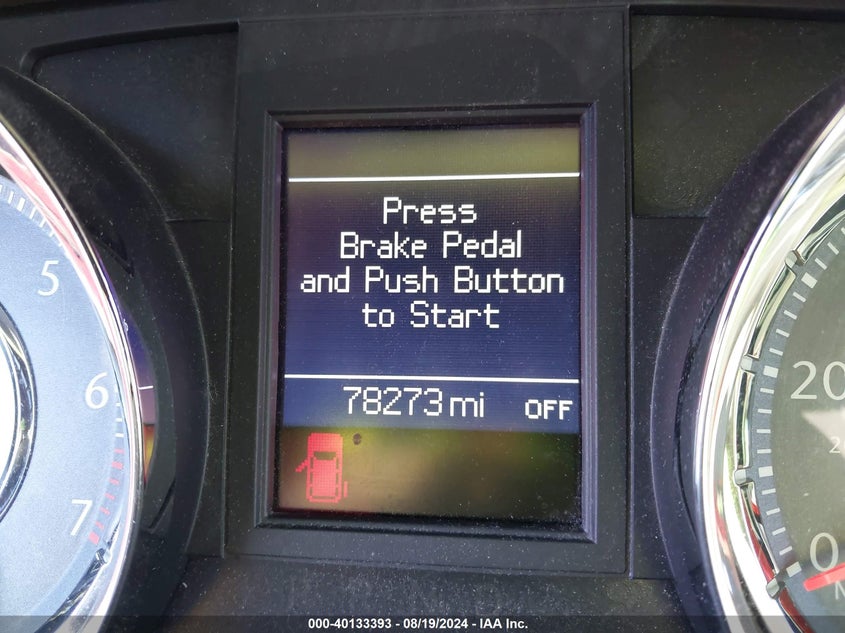 Press
Brake Pedal
and Push Button
to Start
78273 mi OFF
5
6
7
20
0
000-40133393 - 08/19/2024 - IAA Inc.